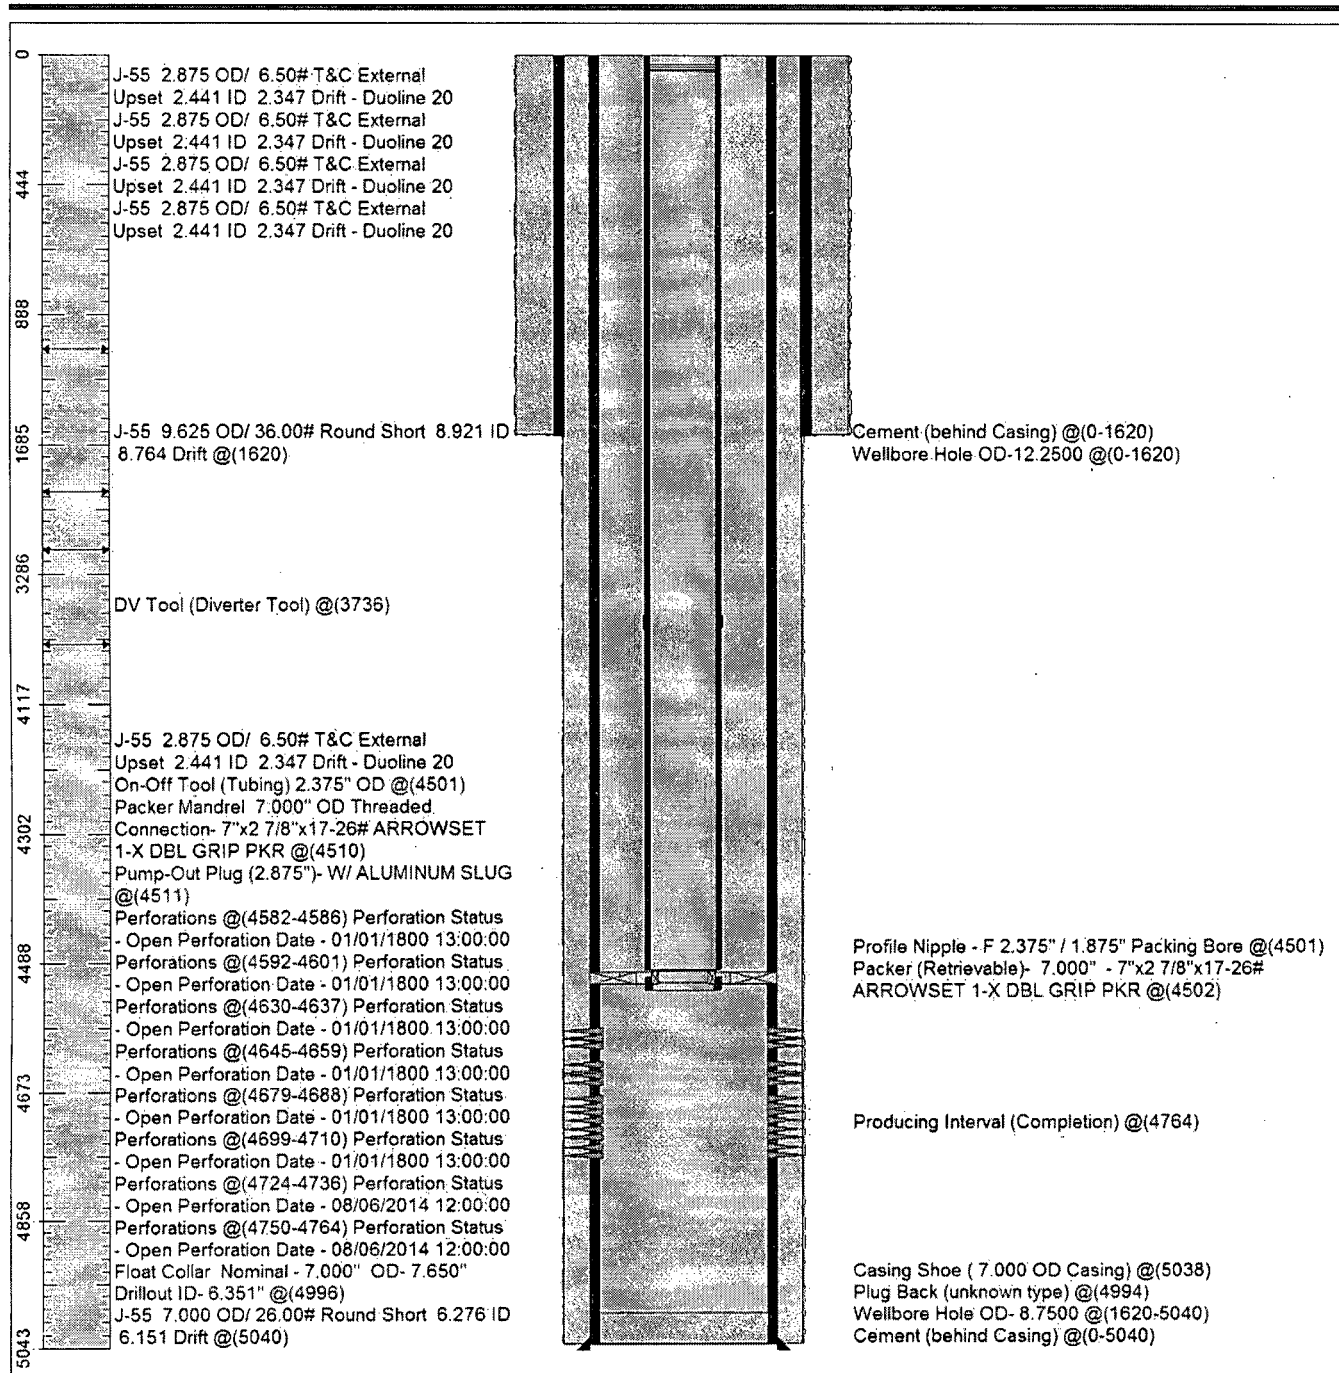 0
444
888
1685
3286
4117
4302
4488
4673
4858
5043
J-55 2.875 OD/ 6.50# T&C External
Upset 2.441 ID 2.347 Drift - Duoline 20
J-55 2.875 OD/ 6.50# T&C External
Upset 2.441 ID 2.347 Drift - Duoline 20
J-55 2.875 OD/ 6.50# T&C External
Upset 2.441 ID 2.347 Drift - Duoline 20
J-55 2.875 OD/ 6.50# T&C External
Upset 2.441 ID 2.347 Drift - Duoline 20
J-55 9.625 OD/ 36.00# Round Short 8.921 ID
8.764 Drift @(1620)
DV Tool (Diverter Tool) @(3736)
J-55 2.875 OD/ 6.50# T&C External
Upset 2.441 ID 2.347 Drift - Duoline 20
On-Off Tool (Tubing) 2.375" OD @(4501)
Packer Mandrel 7.000" OD Threaded
Connection- 7"x2 7/8"x17-26# ARROWSET
1-X DBL GRIP PKR @(4510)
Pump-Out Plug (2.875")- W/ ALUMINUM SLUG
@(4511)
Perforations @(4582-4586) Perforation Status
- Open Perforation Date - 01/01/1800 13:00:00
Perforations @(4592-4601) Perforation Status
- Open Perforation Date - 01/01/1800 13:00:00
Perforations @(4630-4637) Perforation Status
- Open Perforation Date - 01/01/1800 13:00:00
Perforations @(4645-4659) Perforation Status
- Open Perforation Date - 01/01/1800 13:00:00
Perforations @(4679-4688) Perforation Status
- Open Perforation Date - 01/01/1800 13:00:00
Perforations @(4699-4710) Perforation Status
- Open Perforation Date - 01/01/1800 13:00:00
Perforations @(4724-4736) Perforation Status
- Open Perforation Date - 08/06/2014 12:00:00
Perforations @(4750-4764) Perforation Status
- Open Perforation Date - 08/06/2014 12:00:00
Float Collar Nominal - 7.000" OD- 7.650"
Drillout ID- 6.351" @(4996)
J-55 7.000 OD/ 26.00# Round Short 6.276 ID
6.151 Drift @(5040)
Cement (behind Casing) @(0-1620)
Wellbore Hole OD-12.2500 @(0-1620)
Profile Nipple - F 2.375" / 1.875" Packing Bore @(4501)
Packer (Retrievable)- 7.000" - 7"x2 7/8"x17-26#
ARROWSET 1-X DBL GRIP PKR @(4502)
Producing Interval (Completion) @(4764)
Casing Shoe ( 7.000 OD Casing) @(5038)
Plug Back (unknown type) @(4994)
Wellbore Hole OD- 8.7500 @(1620-5040)
Cement (behind Casing) @(0-5040)